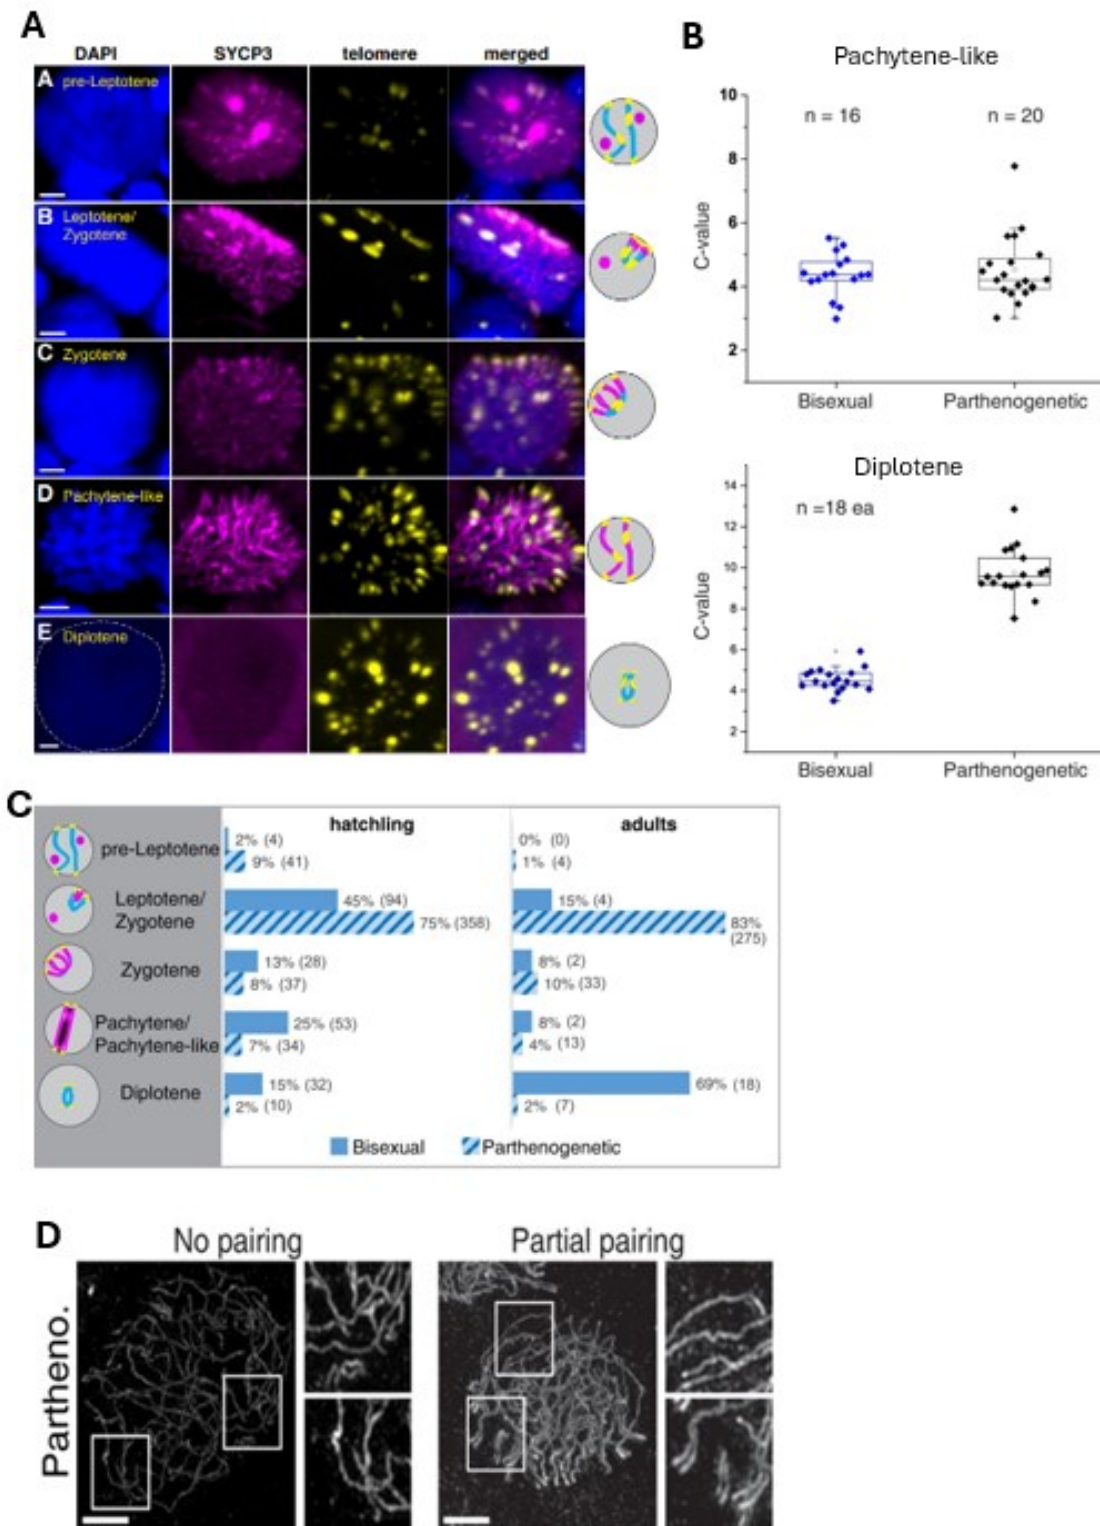 A
DAPI SYCP3 telomere merged
A pre-Leptotene
B Leptotene/
Zygotene
C Zygotene
D Pachytene-like
E Diplotene
B
Pachytene-like
n = 16 n = 20
10
8
6
4
2
C-value
Bisexual Parthenogenetic
Diplotene
n =18 ea
14
12
10
8
6
4
2
C-value
Bisexual Parthenogenetic
C
hatchling adults
pre-Leptotene 2% (4) 0% (0)
9% (41) 1% (4)
Leptotene/
Zygotene 45% (94) 15% (4)
75% (358) 83%
(275)
Zygotene 13% (28) 8% (2)
8% (37) 10% (33)
Pachytene/
Pachytene-like 25% (53) 8% (2)
7% (34) 4% (13)
Diplotene 15% (32) 69% (18)
2% (10) 2% (7)
Bisexual Parthenogenetic
D
No pairing Partial pairing
Partheno.